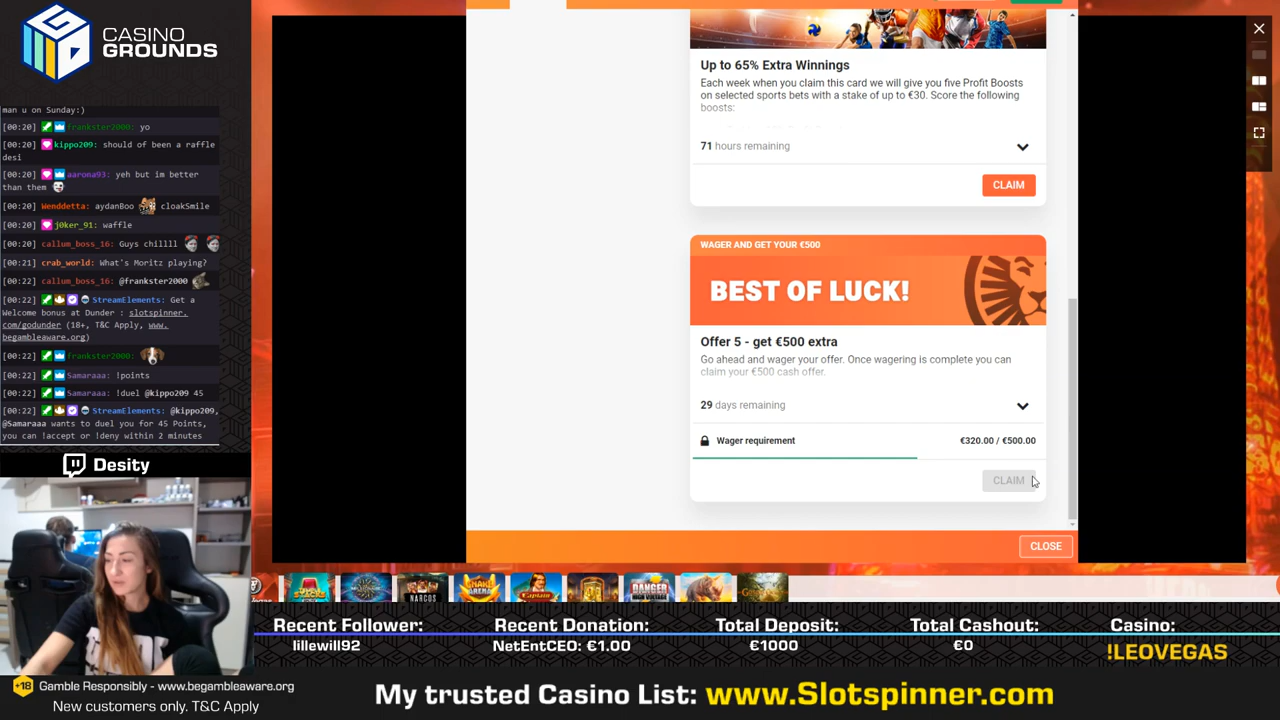 CASINO
GROUNDS
man u on Sunday:)
[00:20] frankster2000: yo
[00:20] kippo209: should of been a raffle
desi
[00:20] aarona93: yeh but im better
than them
[00:20] Wenddetta: aydanBoo cloakSmile
[00:20] j0ker_91: waffle
[00:20] callum_boss_16: Guys chillll
[00:21] crab_world: What's Moritz playing?
[00:22] callum_boss_16: @frankster2000
[00:22] StreamElements: Get a
Welcome bonus at Dunder : slotspinner.
com/godunder (18+, T&C Apply, www.
begambleaware.org)
[00:22] frankster2000:
[00:22] Samaraaa: !points
[00:22] Samaraaa: !duel @kippo209 45
[00:22] StreamElements: @kippo209,
@Samaraaa wants to duel you for 45 Points,
you can !accept or !deny within 2 minutes
Desity
Up to 65% Extra Winnings
Each week when you claim this card we will give you five Profit Boosts
on selected sports bets with a stake of up to €30. Score the following
boosts:
71 hours remaining
CLAIM
WAGER AND GET YOUR €500
BEST OF LUCK!
Offer 5 - get €500 extra
Go ahead and wager your offer. Once wagering is complete you can
claim your €500 cash offer.
29 days remaining
Wager requirement €320.00 / €500.00
CLAIM
CLOSE
NARCOS
DANGER
Recent Follower:
lillewill92
Recent Donation:
NetEntCEO: €1.00
Total Deposit:
€1000
Total Cashout:
€0
Casino:
!LEOVEGAS
+18 Gamble Responsibly - www.begambleaware.org
New customers only. T&C Apply
My trusted Casino List: www.Slotspinner.com